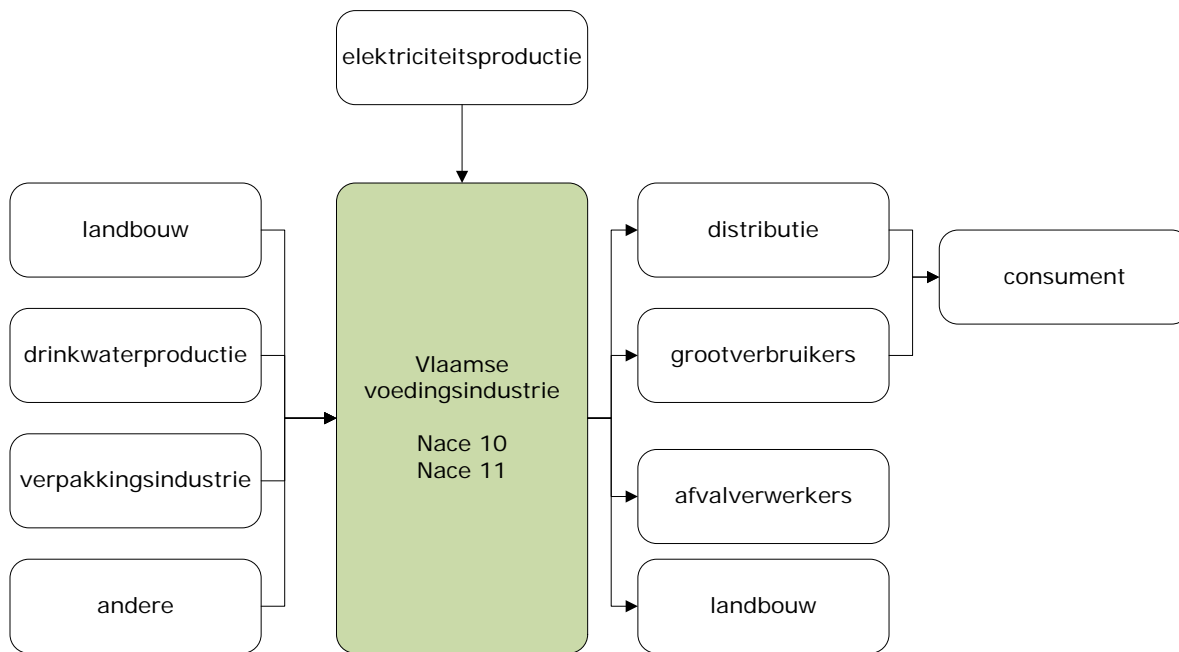 elektriciteitsproductie
landbouw
drinkwaterproductie
verpakkingsindustrie
andere
Vlaamse
voedingsindustrie
Nace 10
Nace 11
distributie
grootverbruikers
afvalverwerkers
landbouw
consument